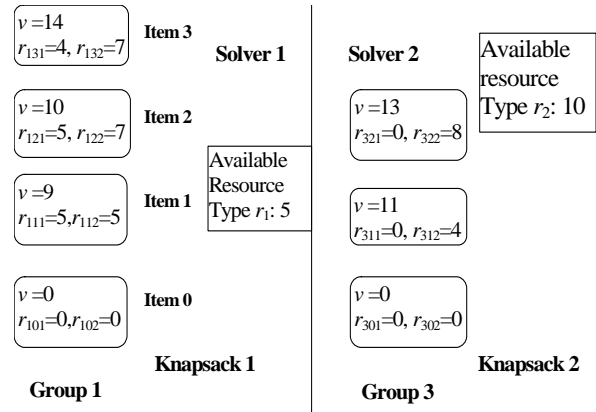 v =14
r131=4, r132=7
Item 3
Solver 1
v =10
r121=5, r122=7
Item 2
Available
Resource
Type r1: 5
v =9
r111=5,r112=5
Item 1
v =0
r101=0,r102=0
Item 0
Knapsack 1
Group 1
Solver 2
Available
resource
Type r2: 10
v =13
r321=0, r322=8
v =11
r311=0, r312=4
v =0
r301=0, r302=0
Knapsack 2
Group 3